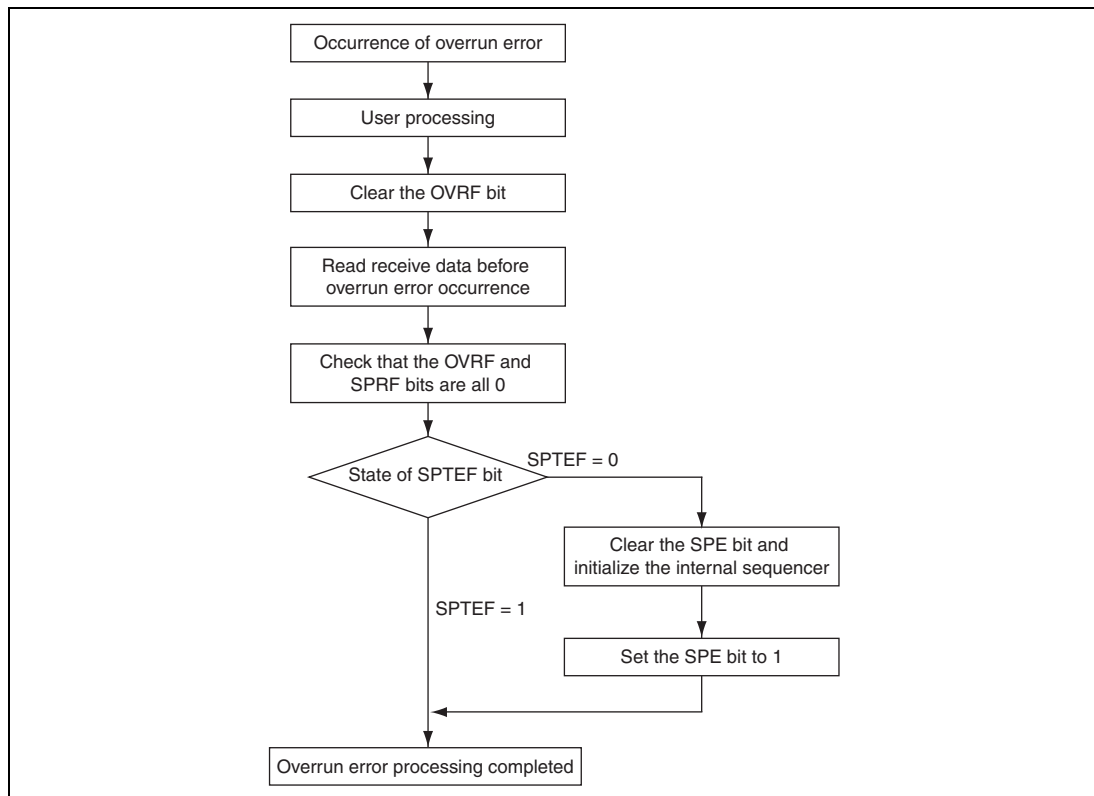 Occurrence of overrun error
User processing
Clear the OVRF bit
Read receive data before
overrun error occurrence
Check that the OVRF and
SPRF bits are all 0
State of SPTEF bit
SPTEF = 0
Clear the SPE bit and
initialize the internal sequencer
SPTEF = 1
Set the SPE bit to 1
Overrun error processing completed